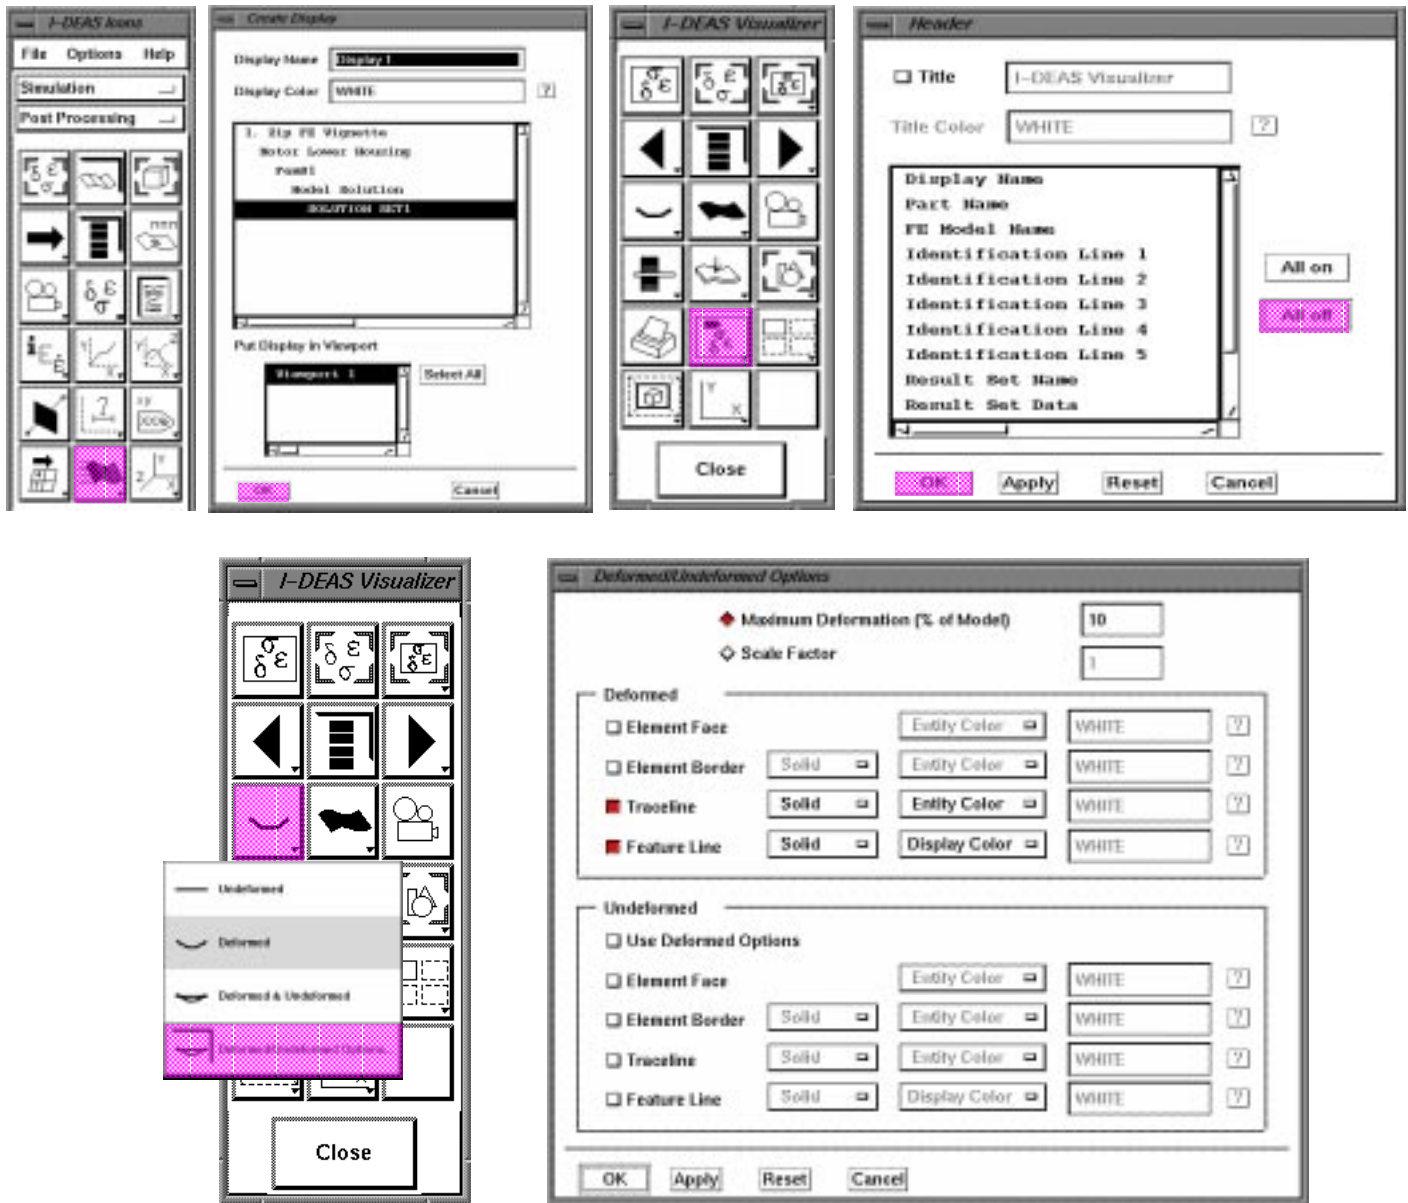 I-DEAS Icons
File Options Help
Simulation
Post Processing
Create Display
Display Name Display 1
Display Color WHITE ?
1. Zip FE Vignette
Motor Lower Housing
Fem01
Model Solution
SOLUTION SET1
Put Display in Viewport
Viewport 1 Select All
OK Cancel
I-DEAS Visualizer
Close
Header
Title I-DEAS Visualizer
Title Color WHITE ?
Display Name
Part Name
FE Model Name
Identification Line 1
Identification Line 2
Identification Line 3
Identification Line 4
Identification Line 5
Result Set Name
Result Set Data
All on
All off
OK Apply Reset Cancel
I-DEAS Visualizer
Undeformed
Deformed
Deformed & Undeformed
Deformed/Undeformed Options...
Close
Deformed/Undeformed Options
Maximum Deformation (% of Model) 10
Scale Factor 1
Deformed
Element Face Entity Color WHITE ?
Element Border Solid Entity Color WHITE ?
Traceline Solid Entity Color WHITE ?
Feature Line Solid Display Color WHITE ?
Undeformed
Use Deformed Options
Element Face Entity Color WHITE ?
Element Border Solid Entity Color WHITE ?
Traceline Solid Entity Color WHITE ?
Feature Line Solid Display Color WHITE ?
OK Apply Reset Cancel